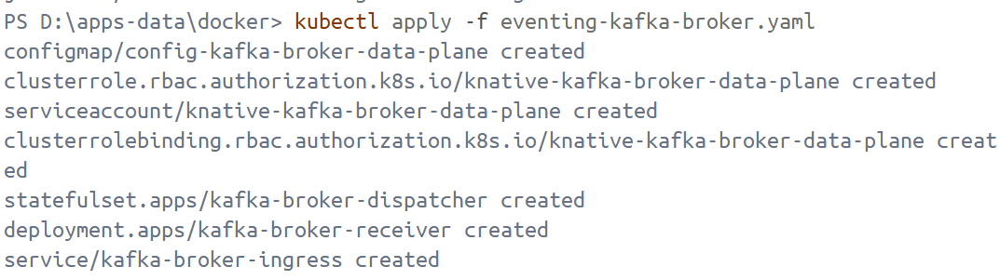 PS D:\apps-data\docker> kubectl apply -f eventing-kafka-broker.yaml
configmap/config-kafka-broker-data-plane created
clusterrole.rbac.authorization.k8s.io/knative-kafka-broker-data-plane created
serviceaccount/knative-kafka-broker-data-plane created
clusterrolebinding.rbac.authorization.k8s.io/knative-kafka-broker-data-plane creat
ed
statefulset.apps/kafka-broker-dispatcher created
deployment.apps/kafka-broker-receiver created
service/kafka-broker-ingress created